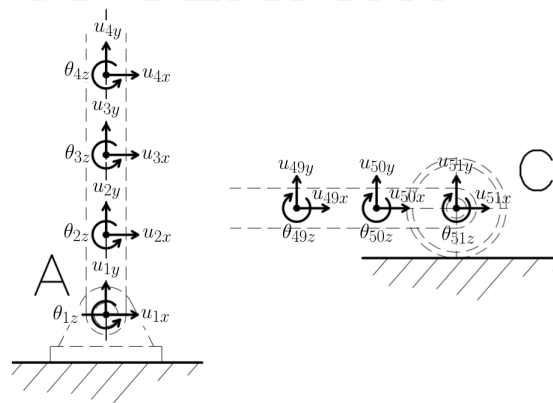 u4y
θ4z u4x
u3y
θ3z u3x
u2y
θ2z u2x
A
u1y
θ1z u1x
u49y u50y u51y
C
u49x u50x u51x
θ49z θ50z θ51z